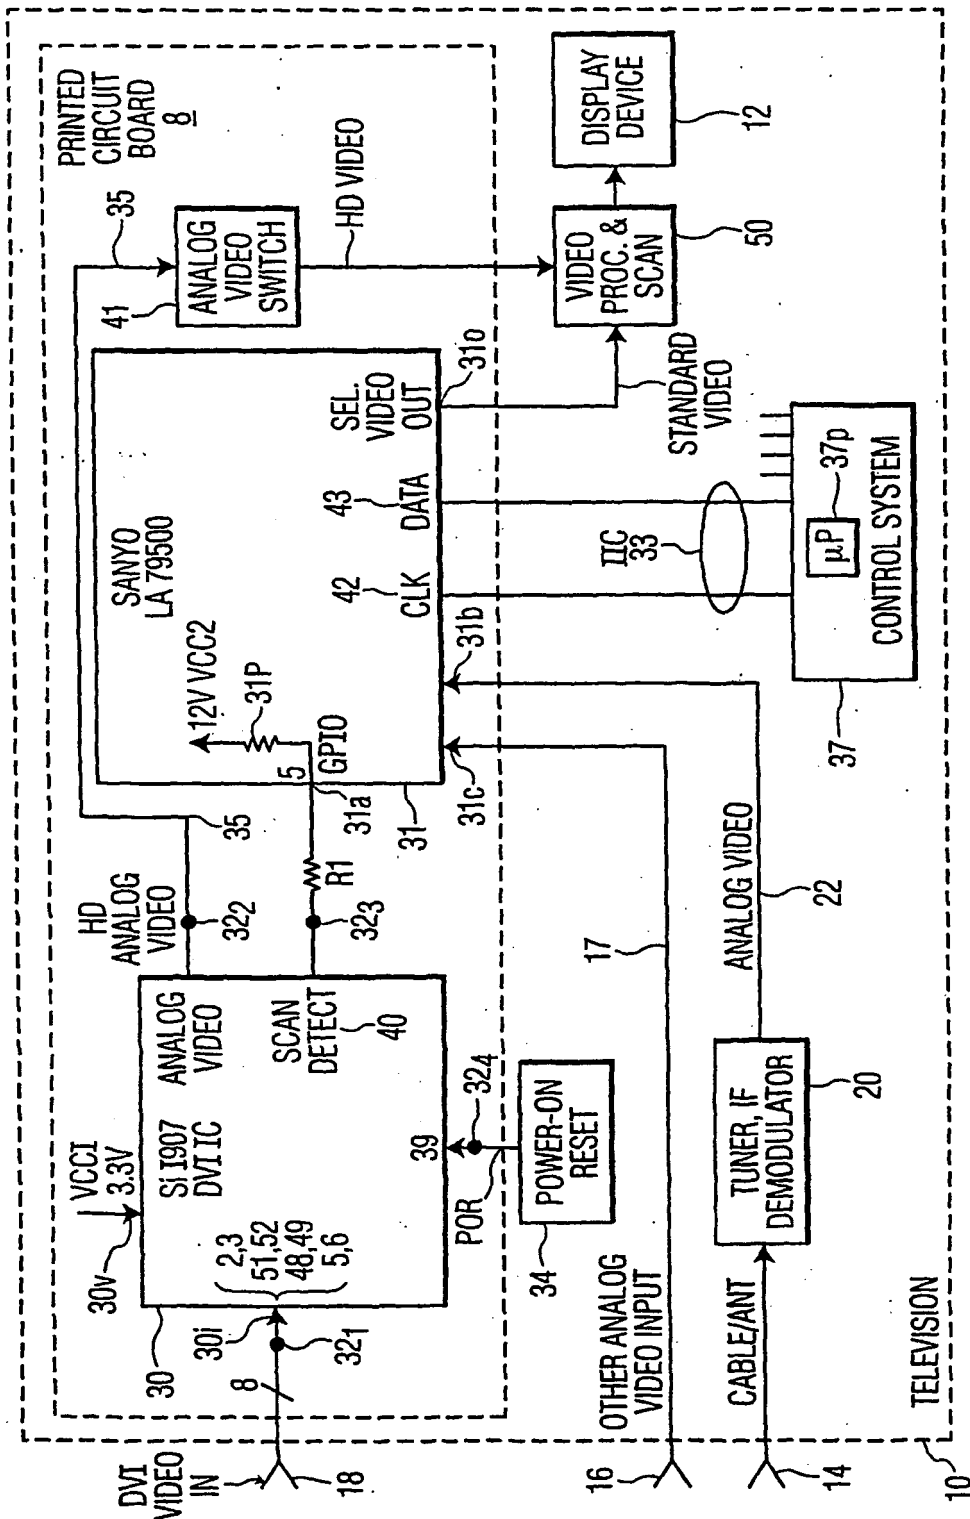 PRINTED
CIRCUIT
BOARD
8
35
41
ANALOG
VIDEO
SWITCH
HD VIDEO
DISPLAY
DEVICE
12
VIDEO
PROC. &
SCAN
50
STANDARD
VIDEO
SANYO
LA 79500
12V VCC2
31P
5
GPIO
31a
31
31c
31b
42
CLK
43
DATA
SEL.
VIDEO
OUT
31o
IIC
33
µP
37p
CONTROL SYSTEM
37
35
HD
ANALOG
VIDEO
322
R1
323
VCCI
3.3V
30v
SiI907
DVI IC
ANALOG
VIDEO
SCAN
DETECT
40
2,3
51,52
48,49
5,6
39
30
30i
321
8
324
POR
POWER-ON
RESET
34
17
ANALOG VIDEO
22
TUNER, IF
DEMODULATOR
20
DVI
VIDEO
IN
18
OTHER ANALOG
VIDEO INPUT
16
CABLE/ANT
14
TELEVISION
10